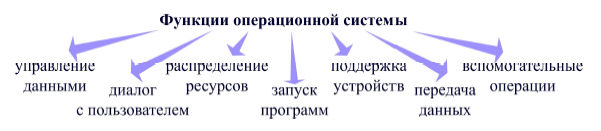 Функции операционной системы
управление
данными
диалог
с пользователем
распределение
ресурсов
запуск
программ
поддержка
устройств
передача
данных
вспомогательные
операции